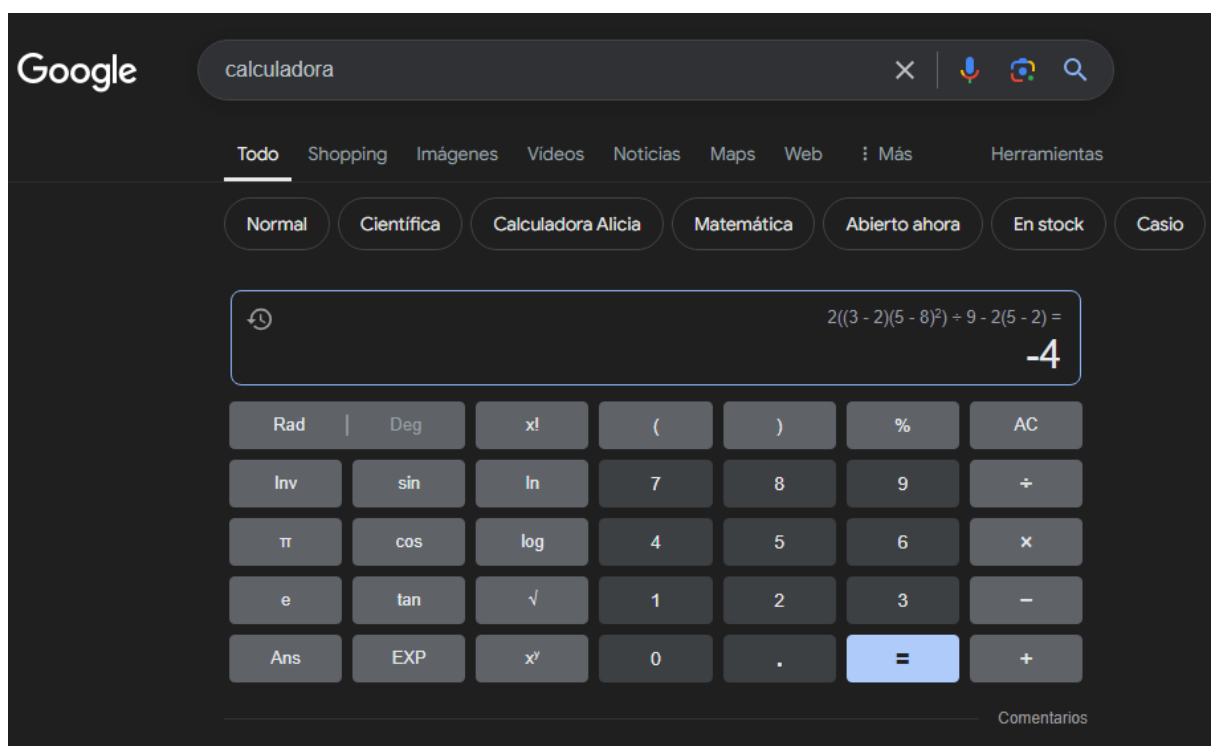 Google calculadora
Todo Shopping Imágenes Vídeos Noticias Maps Web Más Herramientas
Normal Científica Calculadora Alicia Matemática Abierto ahora En stock Casio
2((3 - 2)(5 - 8)²) ÷ 9 - 2(5 - 2) =
-4
Rad | Deg x! ( ) % AC
Inv sin ln 7 8 9 ÷
π cos log 4 5 6 ×
e tan √ 1 2 3 −
Ans EXP xʸ 0 . = +
Comentarios